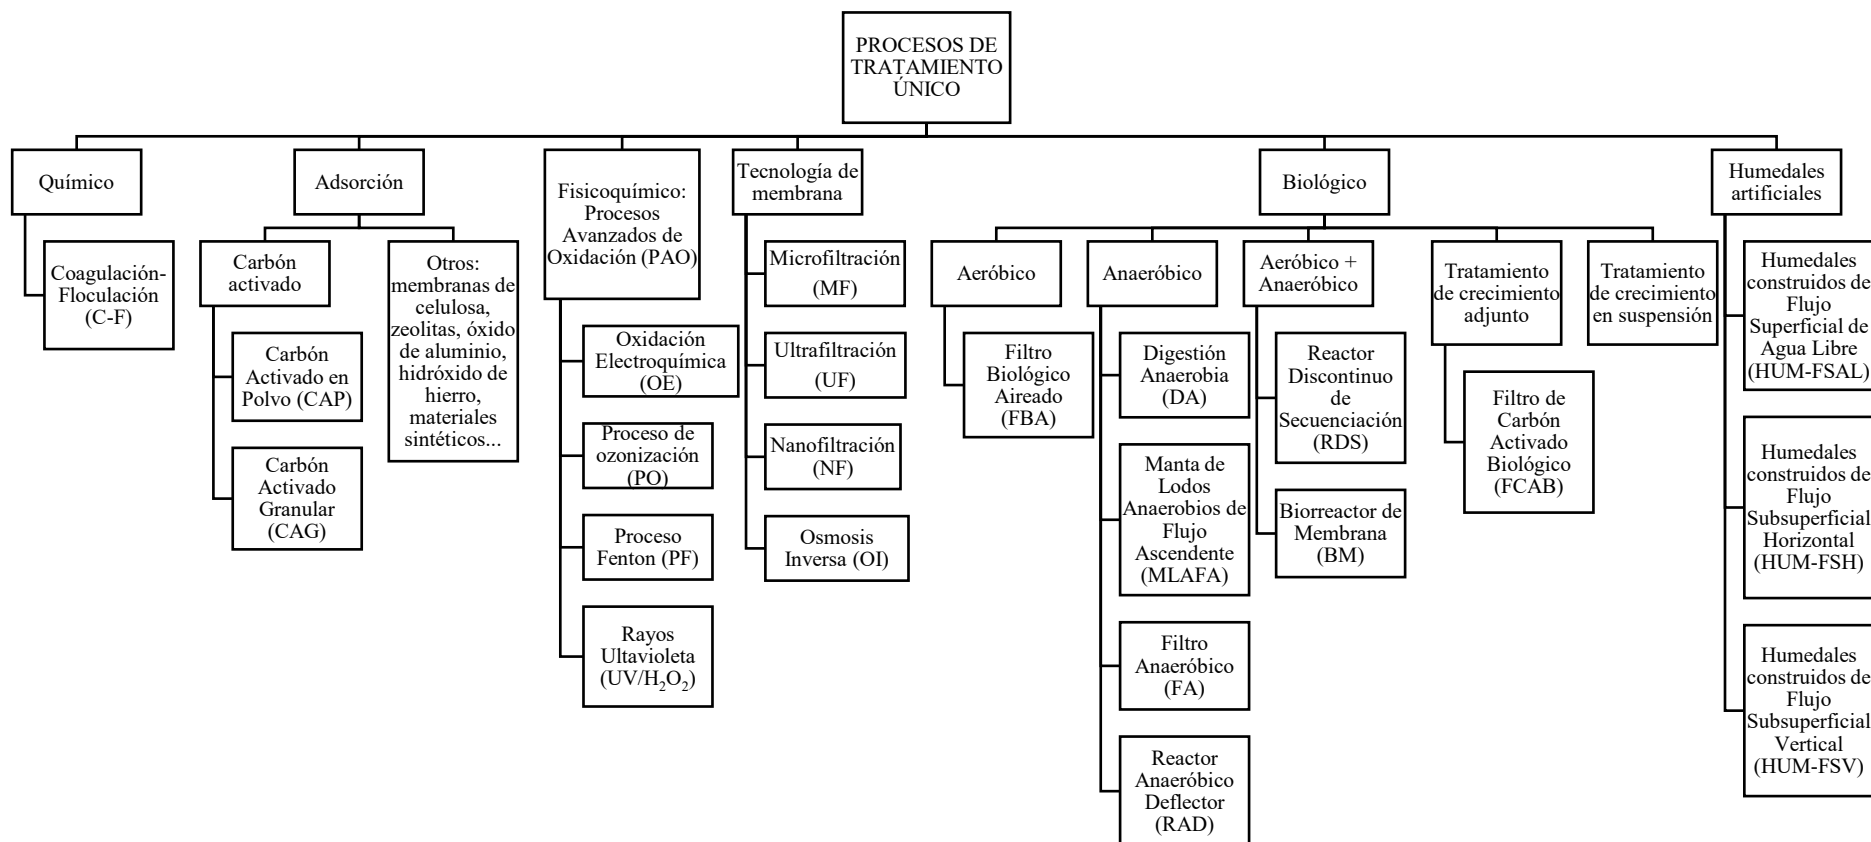 PROCESOS DE
TRATAMIENTO
ÚNICO
Químico
Coagulación-
Floculación
(C-F)
Adsorción
Carbón
activado
Carbón
Activado en
Polvo (CAP)
Carbón
Activado
Granular
(CAG)
Otros:
membranas de
celulosa,
zeolitas, óxido
de aluminio,
hidróxido de
hierro,
materiales
sintéticos...
Fisicoquímico:
Procesos
Avanzados de
Oxidación (PAO)
Oxidación
Electroquímica
(OE)
Proceso de
ozonización
(PO)
Proceso
Fenton (PF)
Rayos
Ultavioleta
(UV/H₂O₂)
Tecnología de
membrana
Microfiltración
(MF)
Ultrafiltración
(UF)
Nanofiltración
(NF)
Osmosis
Inversa (OI)
Biológico
Aeróbico
Filtro
Biológico
Aireado
(FBA)
Anaeróbico
Digestión
Anaerobia
(DA)
Manta de
Lodos
Anaerobios de
Flujo
Ascendente
(MLAFA)
Filtro
Anaeróbico
(FA)
Reactor
Anaeróbico
Deflector
(RAD)
Aeróbico +
Anaeróbico
Reactor
Discontinuo
de
Secuenciación
(RDS)
Biorreactor de
Membrana
(BM)
Tratamiento
de crecimiento
adjunto
Filtro de
Carbón
Activado
Biológico
(FCAB)
Tratamiento
de crecimiento
en suspensión
Humedales
artificiales
Humedales
construidos de
Flujo
Superficial de
Agua Libre
(HUM-FSAL)
Humedales
construidos de
Flujo
Subsuperficial
Horizontal
(HUM-FSH)
Humedales
construidos de
Flujo
Subsuperficial
Vertical
(HUM-FSV)